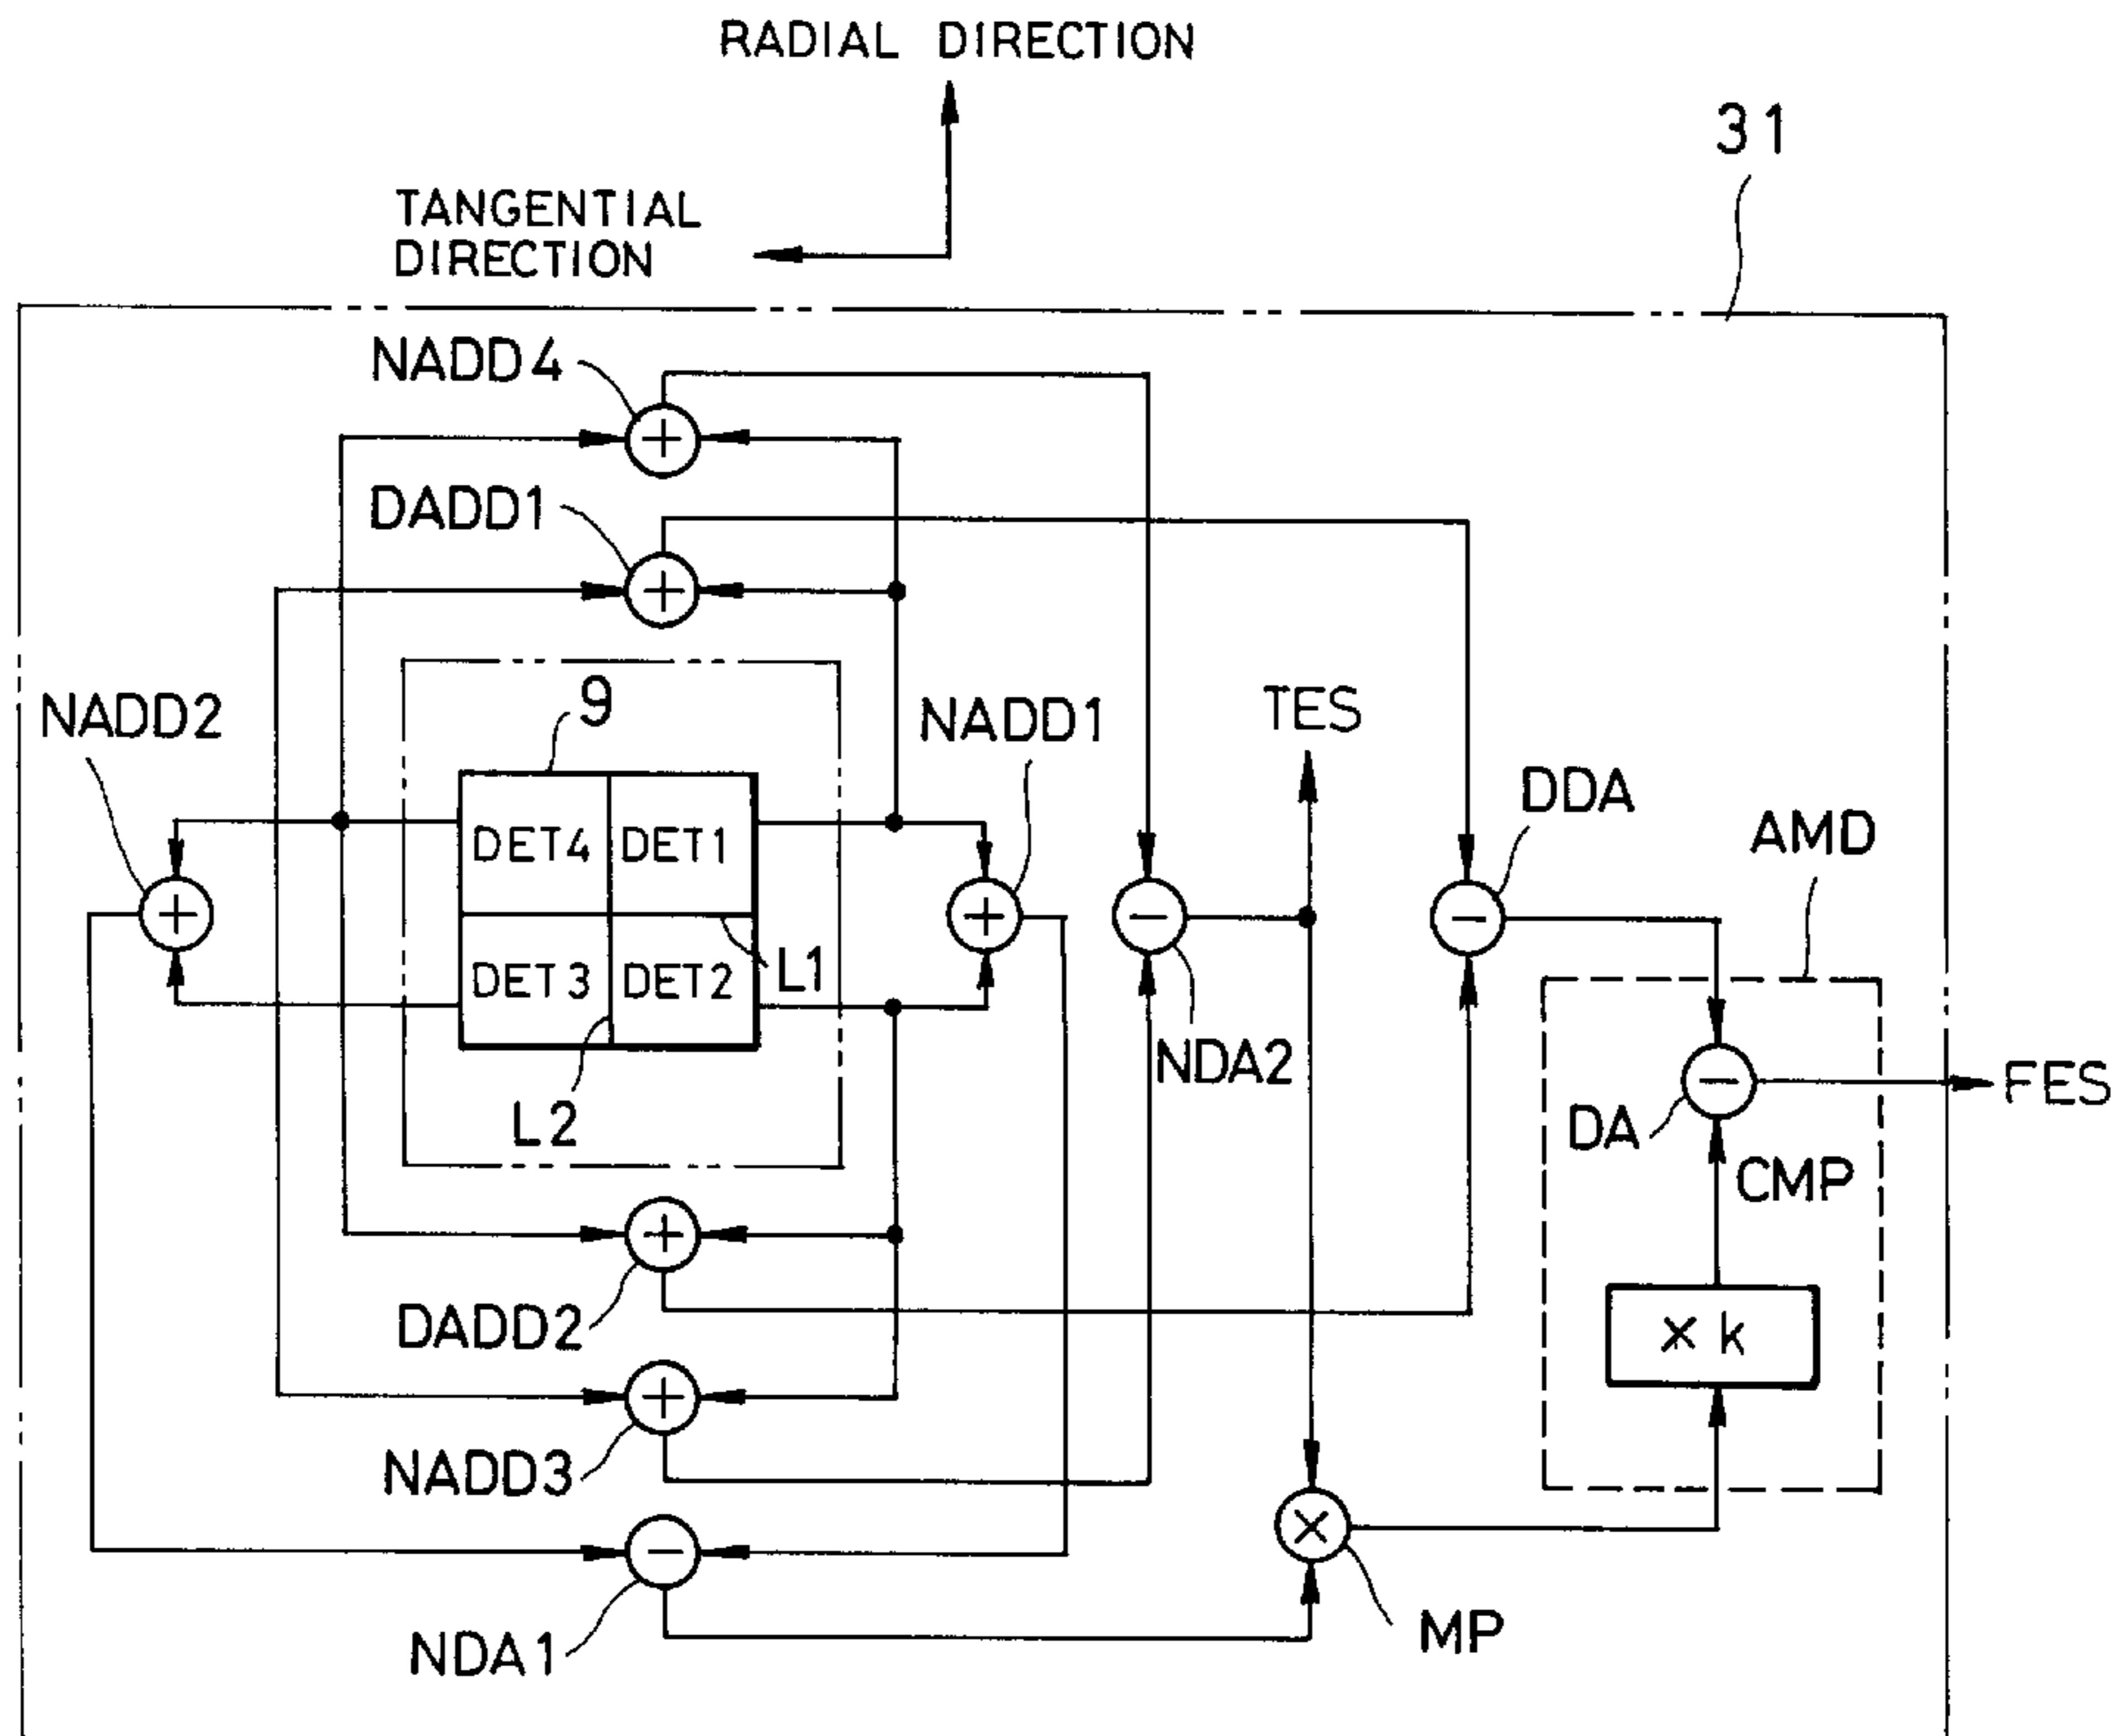 RADIAL DIRECTION
31
TANGENTIAL
DIRECTION
NADD4
DADD1
NADD2
9
NADD1
TES
DDA
AMD
DET4
DET1
DET3
DET2
L1
L2
NDA2
DA
FES
CMP
× k
DADD2
NADD3
NDA1
MP